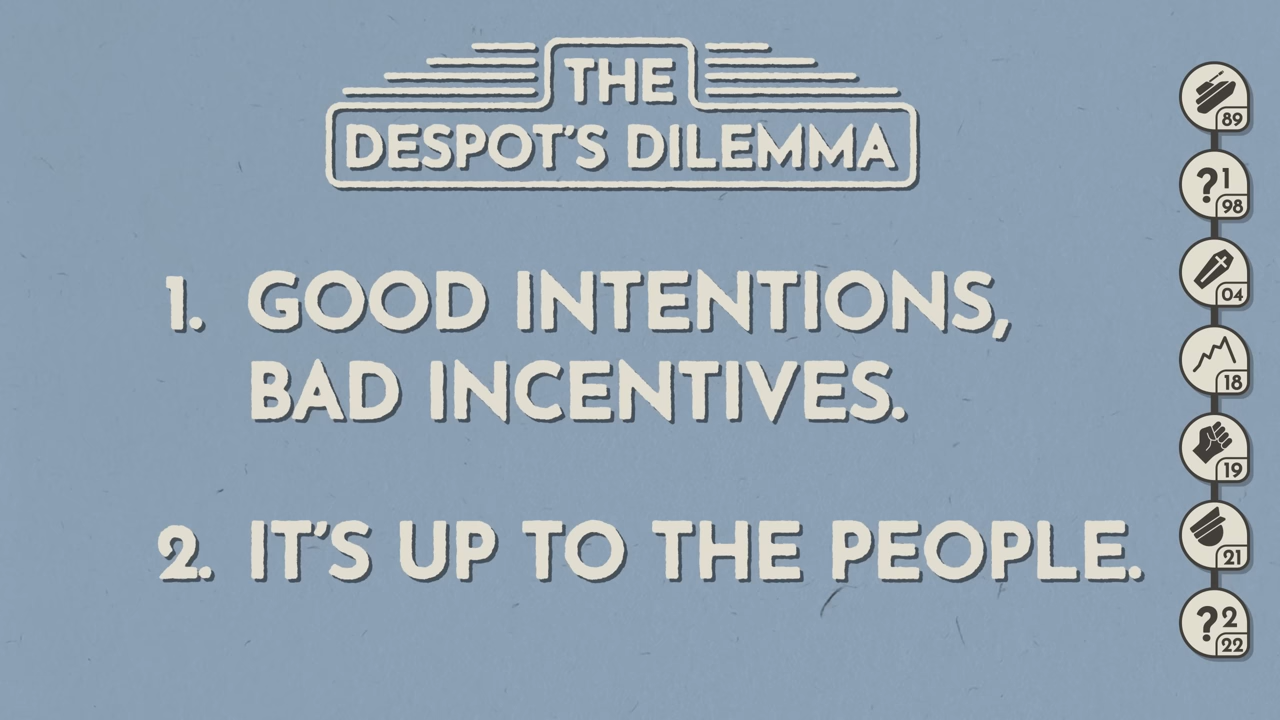 THE
DESPOT'S DILEMMA
1. GOOD INTENTIONS,
BAD INCENTIVES.
2. IT'S UP TO THE PEOPLE.
89
?1
98
04
18
19
21
?2
22